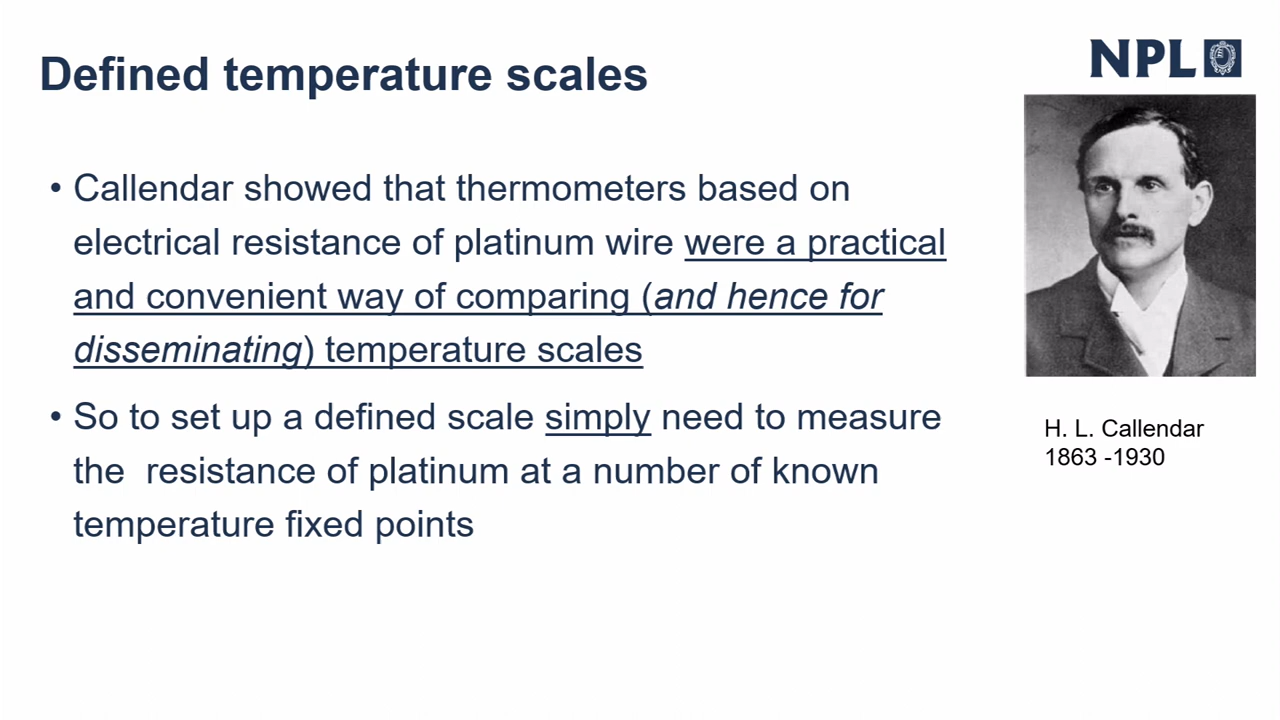 Defined temperature scales
NPL
• Callendar showed that thermometers based on
electrical resistance of platinum wire were a practical
and convenient way of comparing (and hence for
disseminating) temperature scales
• So to set up a defined scale simply need to measure
the  resistance of platinum at a number of known
temperature fixed points
H. L. Callendar
1863 -1930